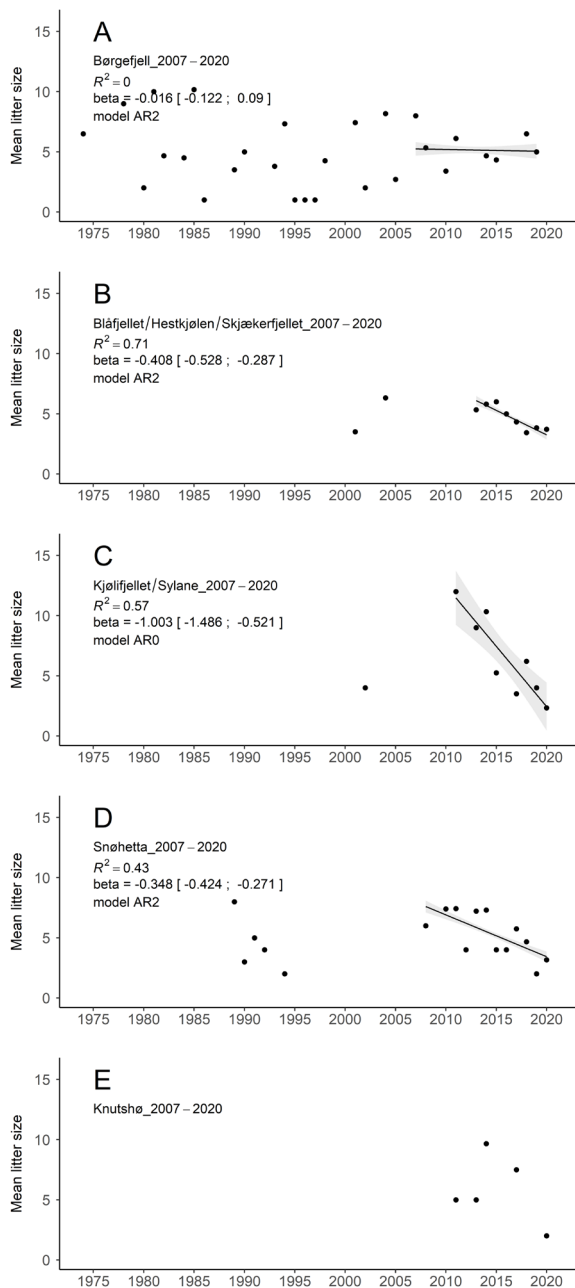 A
Børgefjell_2007 – 2020
R² = 0
beta = -0.016 [ -0.122 ;  0.09 ]
model AR2
Mean litter size
15
10
5
0
1975 1980 1985 1990 1995 2000 2005 2010 2015 2020
B
Blåfjellet/Hestkjølen/Skjækerfjellet_2007 – 2020
R² = 0.71
beta = -0.408 [ -0.528 ;  -0.287 ]
model AR2
Mean litter size
15
10
5
0
1975 1980 1985 1990 1995 2000 2005 2010 2015 2020
C
Kjølifjellet/Sylane_2007 – 2020
R² = 0.57
beta = -1.003 [ -1.486 ;  -0.521 ]
model AR0
Mean litter size
15
10
5
0
1975 1980 1985 1990 1995 2000 2005 2010 2015 2020
D
Snøhetta_2007 – 2020
R² = 0.43
beta = -0.348 [ -0.424 ;  -0.271 ]
model AR2
Mean litter size
15
10
5
0
1975 1980 1985 1990 1995 2000 2005 2010 2015 2020
E
Knutshø_2007 – 2020
Mean litter size
15
10
5
0
1975 1980 1985 1990 1995 2000 2005 2010 2015 2020